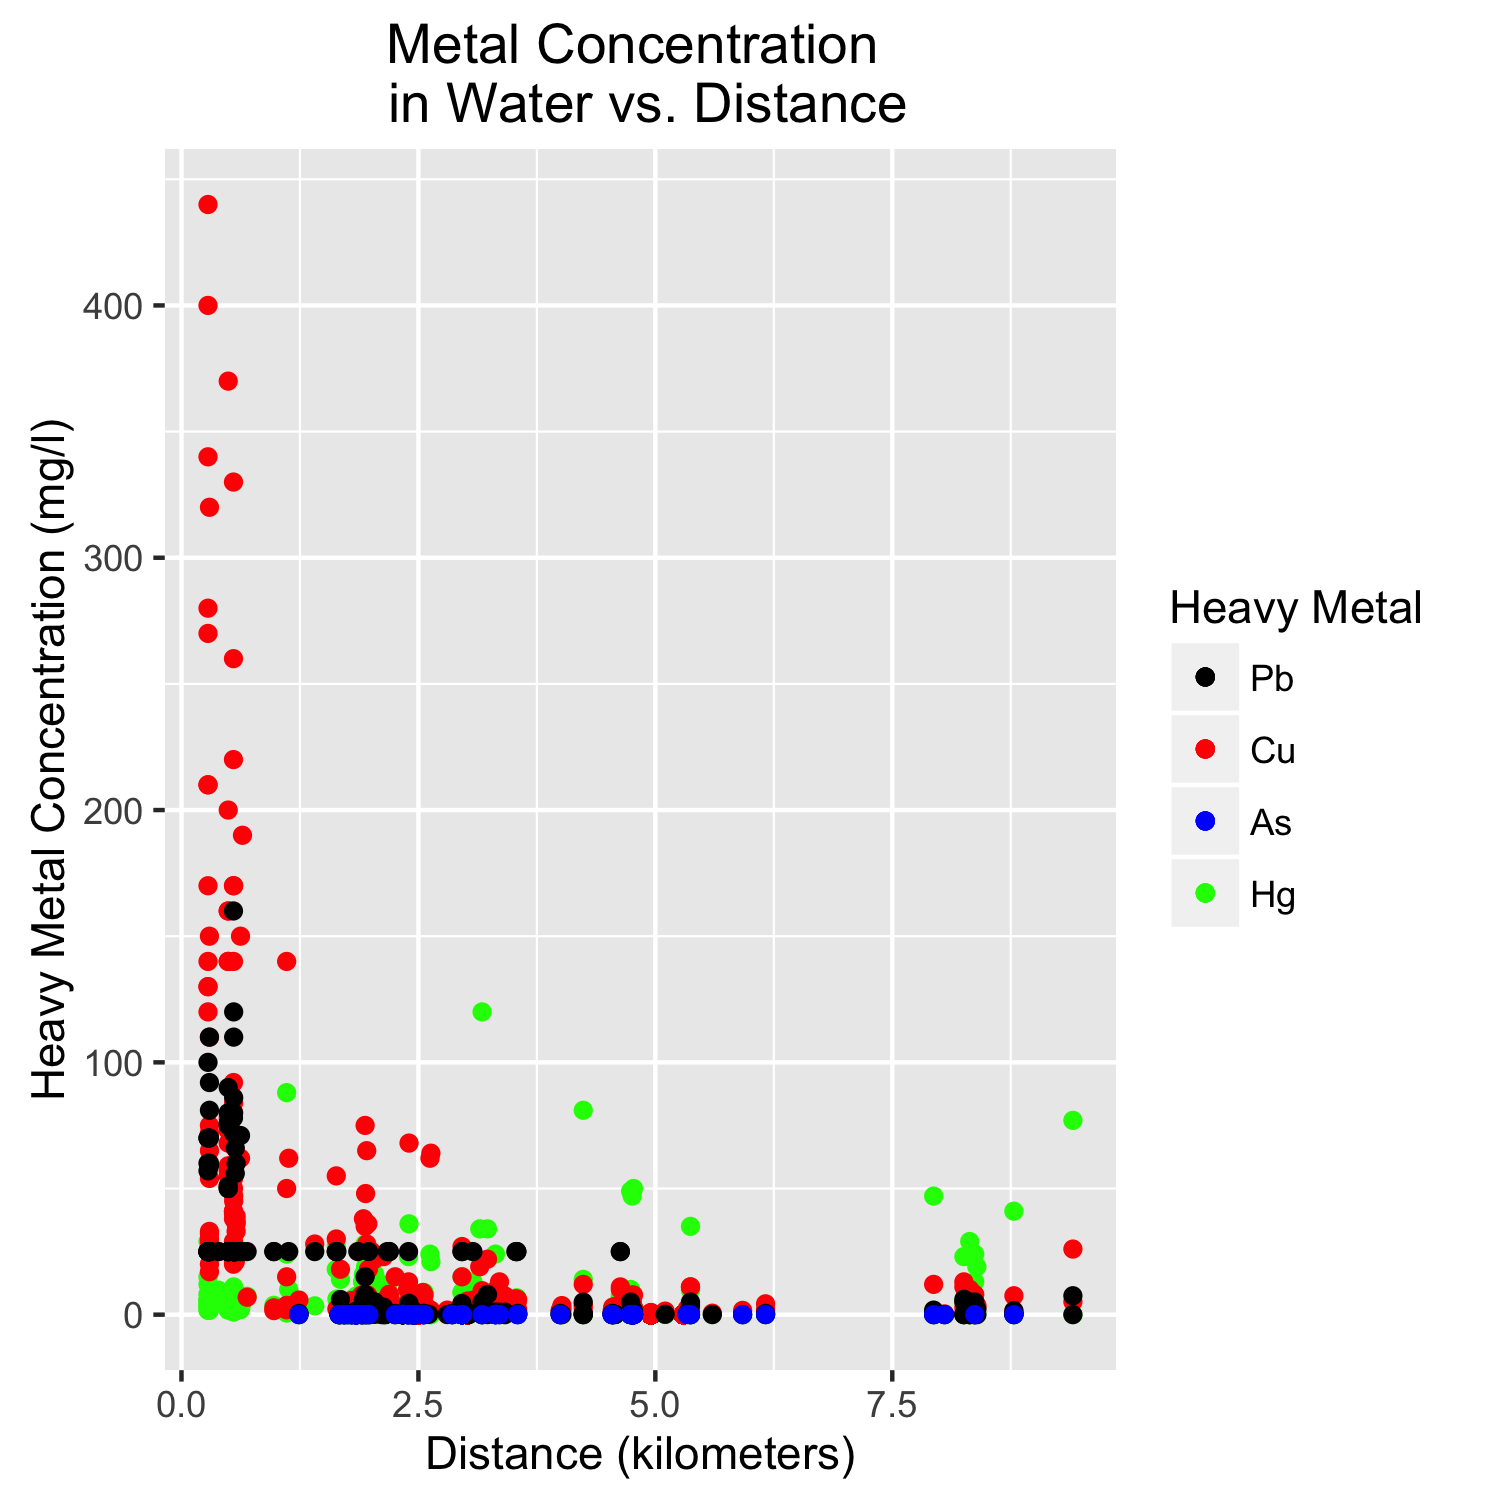 Metal Concentration
in Water vs. Distance
Heavy Metal Concentration (mg/l)
400
300
200
100
0
0.0 2.5 5.0 7.5
Distance (kilometers)
Heavy Metal
Pb
Cu
As
Hg